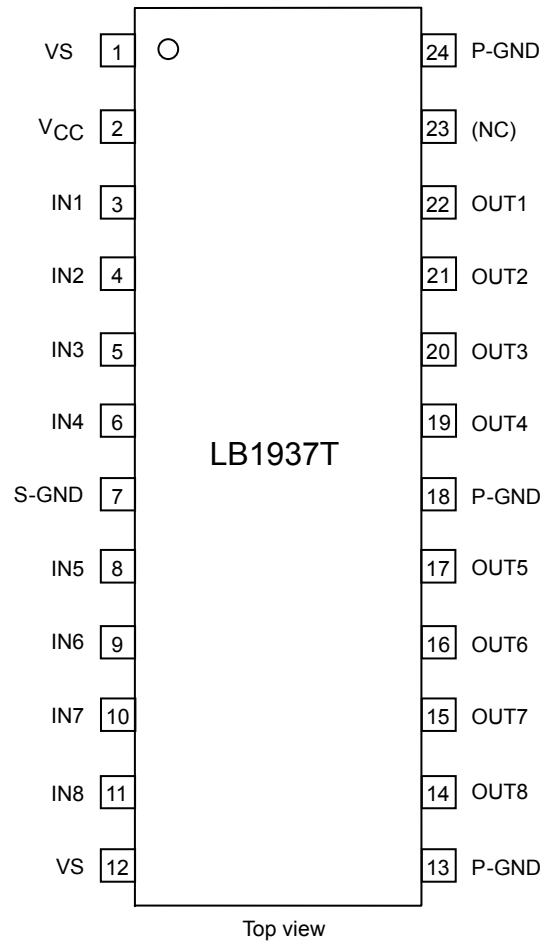 VS 1 24 P-GND
VCC 2 23 (NC)
IN1 3 22 OUT1
IN2 4 21 OUT2
IN3 5 20 OUT3
IN4 6 19 OUT4
LB1937T
S-GND 7 18 P-GND
IN5 8 17 OUT5
IN6 9 16 OUT6
IN7 10 15 OUT7
IN8 11 14 OUT8
VS 12 13 P-GND
Top view